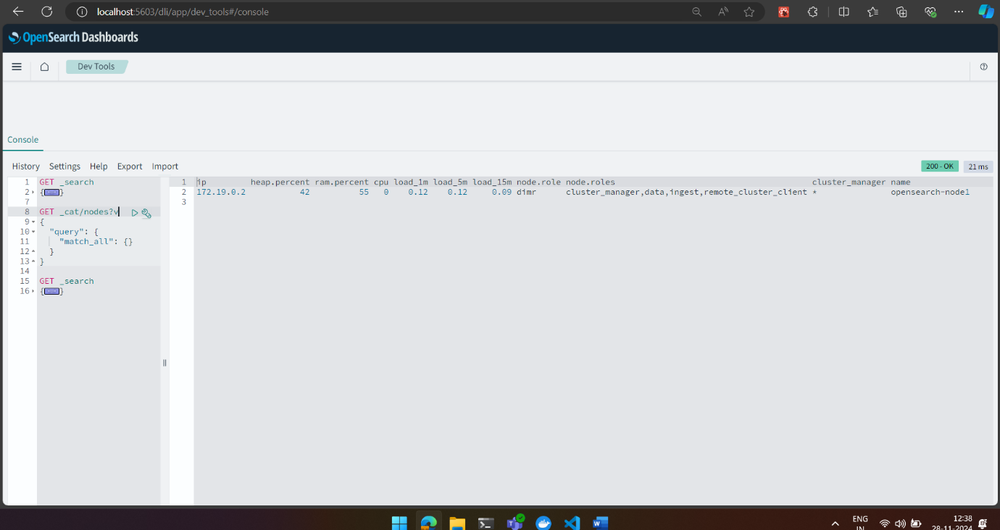 localhost:5603/dli/app/dev_tools#/console
OpenSearch Dashboards
Dev Tools
Console
History Settings Help Export Import
200 - OK 21 ms
1 GET _search
2 {}
7
8 GET _cat/nodes?v
9 {
10 "query": {
11 "match_all": {}
12 }
13 }
14
15 GET _search
16 {}
1 ip heap.percent ram.percent cpu load_1m load_5m load_15m node.role node.roles cluster_manager name
2 172.19.0.2 42 55 0 0.12 0.12 0.09 dimr cluster_manager,data,ingest,remote_cluster_client * opensearch-node1
3
ENG
IN
12:38
28-11-2024